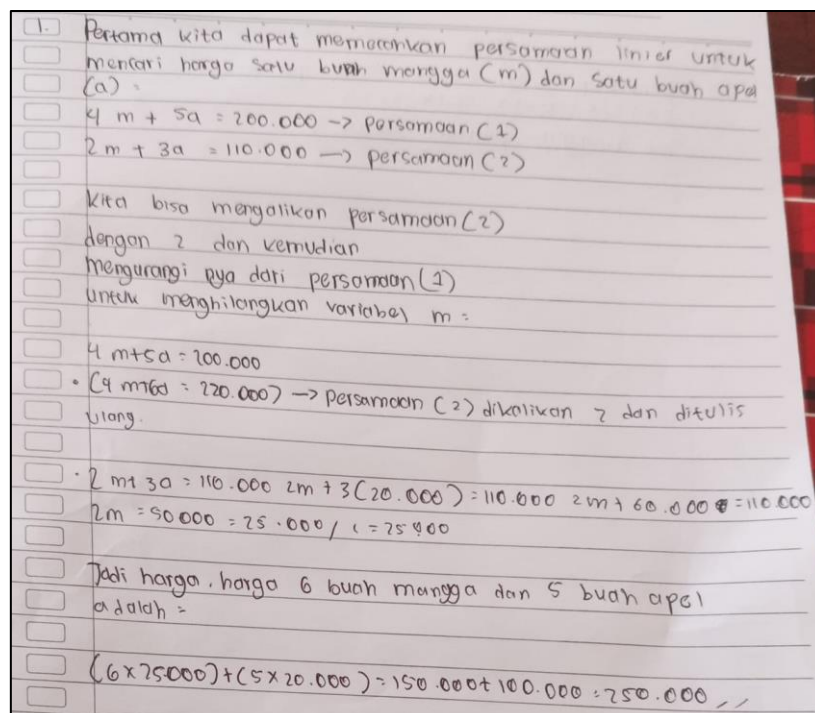 1. Pertama kita dapat memecahkan persamaan linier untuk
mencari harga satu buah mangga (m) dan satu buah apel
(a) :
4 m + 5a = 200.000 -> persamaan (1)
2 m + 3a = 110.000 -> persamaan (2)
Kita bisa mengalikan persamaan (2)
dengan 2 dan kemudian
mengurangi nya dari persamaan (1)
untuk menghilangkan variabel m =
4 m+5a = 200.000
• (4 m+6a = 220.000) -> persamaan (2) dikalikan 2 dan ditulis
ulang.
• 2 m+ 3a = 110.000 2m + 3(20.000) = 110.000 2m + 60.000 = 110.000
2m = 50000 = 25.000 / = 25000
Jadi harga, harga 6 buah mangga dan 5 buah apel
adalah =
(6 x 25000) + (5 x 20.000) = 150.000 + 100.000 = 250.000,,